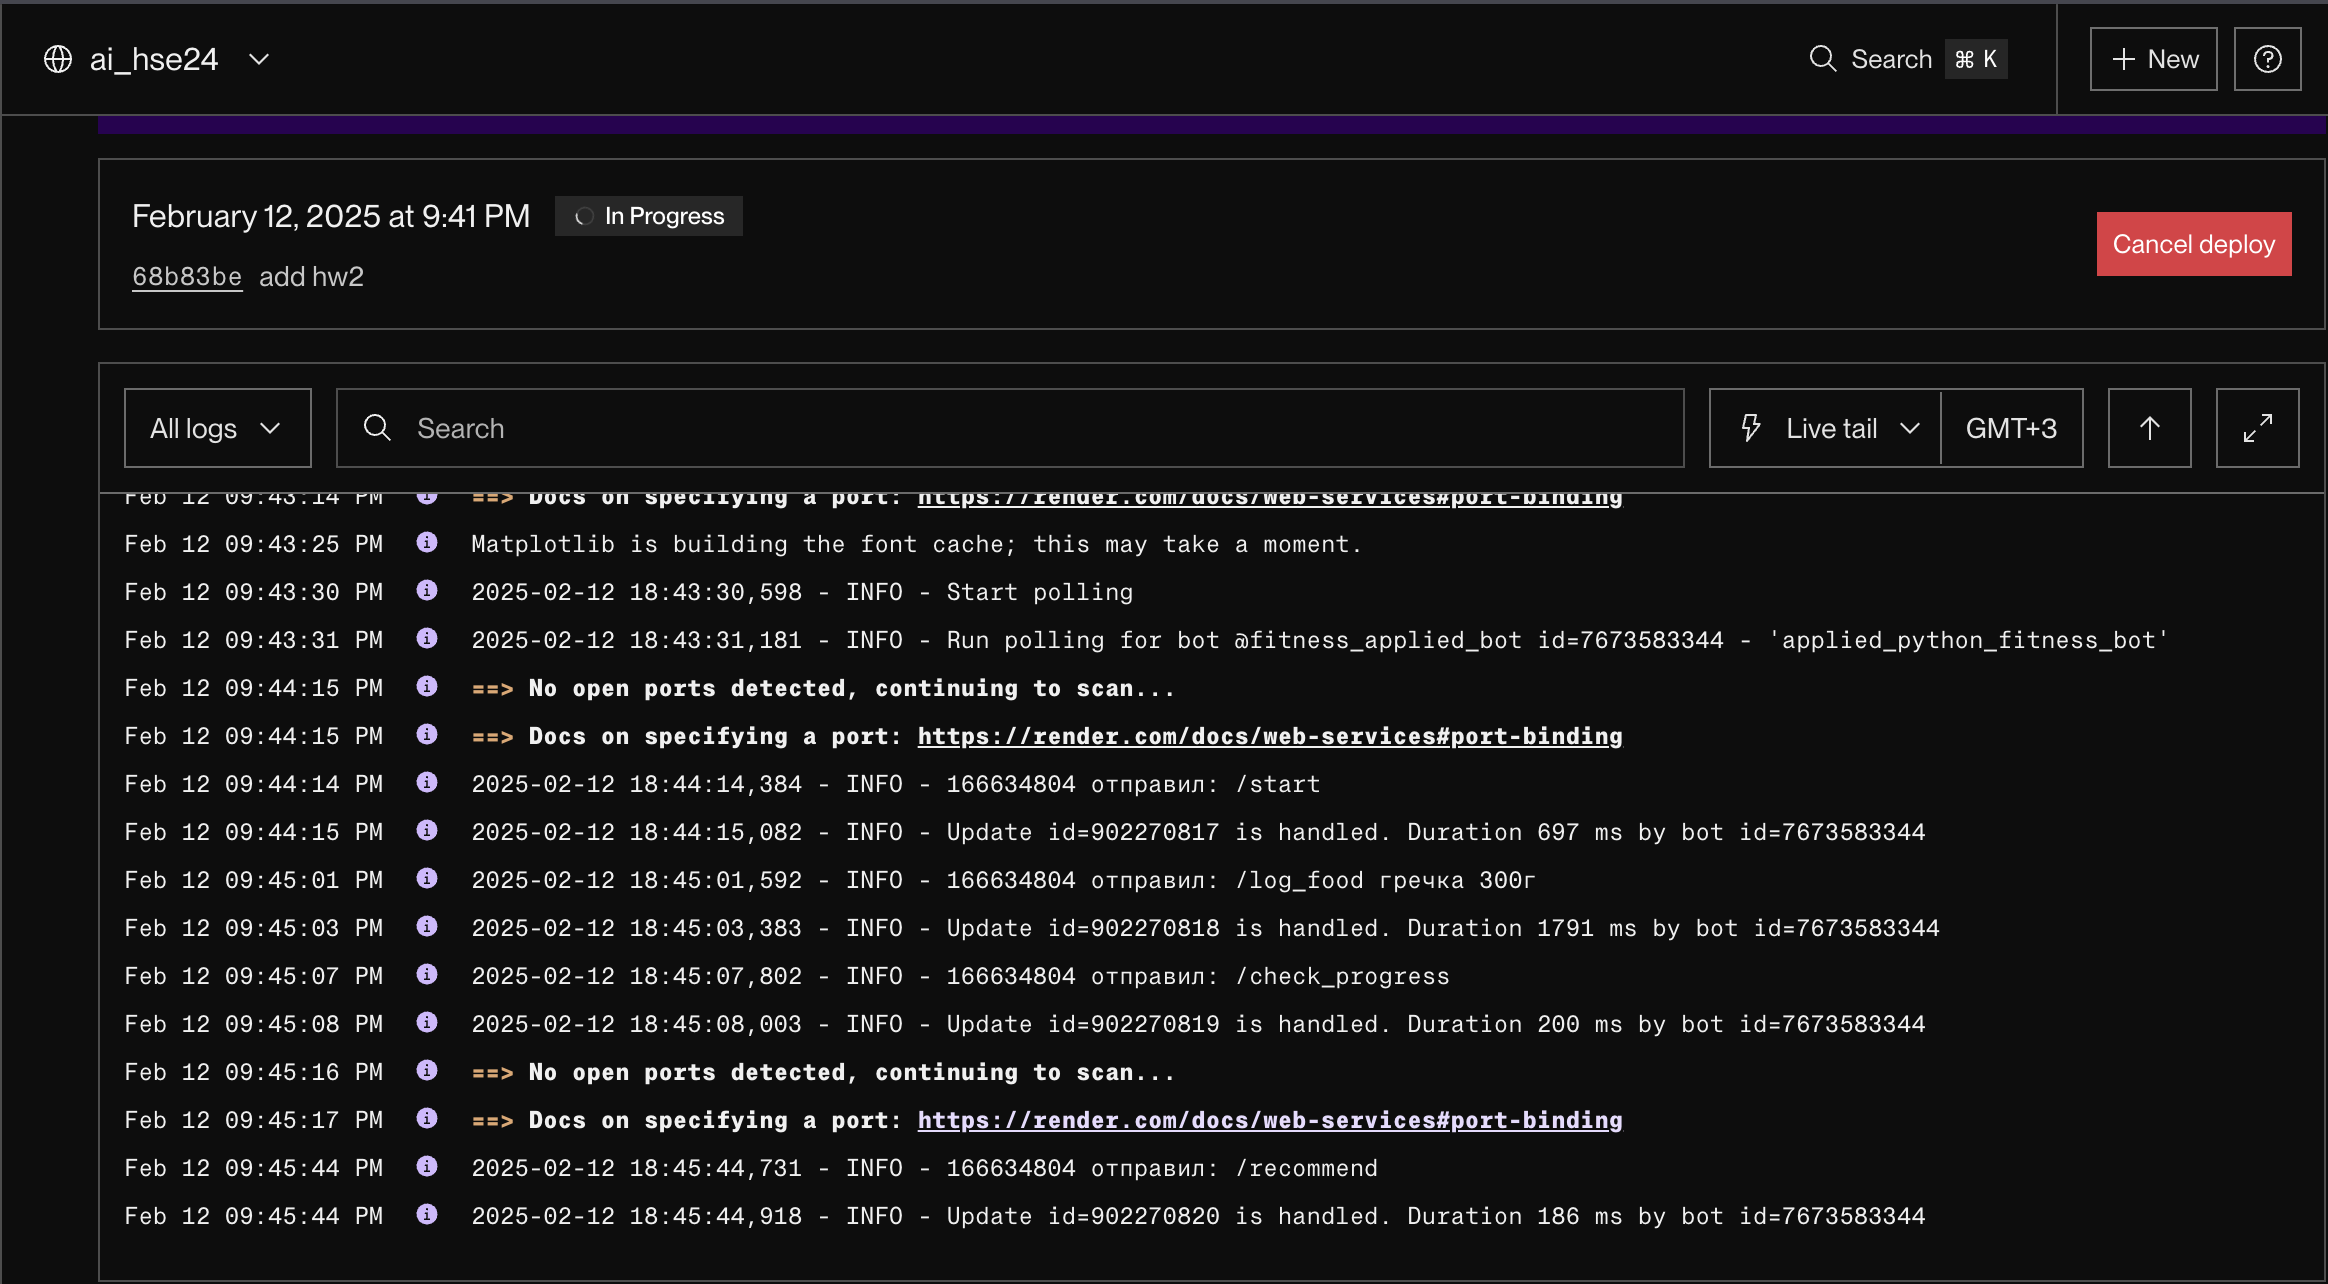 ai_hse24
Search ⌘ K
+ New
February 12, 2025 at 9:41 PM In Progress
68b83be add hw2
Cancel deploy
All logs
Search
Live tail
GMT+3
Feb 12 09:43:14 PM ==> Docs on specifying a port: https://render.com/docs/web-services#port-binding
Feb 12 09:43:25 PM Matplotlib is building the font cache; this may take a moment.
Feb 12 09:43:30 PM 2025-02-12 18:43:30,598 - INFO - Start polling
Feb 12 09:43:31 PM 2025-02-12 18:43:31,181 - INFO - Run polling for bot @fitness_applied_bot id=7673583344 - 'applied_python_fitness_bot'
Feb 12 09:44:15 PM ==> No open ports detected, continuing to scan...
Feb 12 09:44:15 PM ==> Docs on specifying a port: https://render.com/docs/web-services#port-binding
Feb 12 09:44:14 PM 2025-02-12 18:44:14,384 - INFO - 166634804 отправил: /start
Feb 12 09:44:15 PM 2025-02-12 18:44:15,082 - INFO - Update id=902270817 is handled. Duration 697 ms by bot id=7673583344
Feb 12 09:45:01 PM 2025-02-12 18:45:01,592 - INFO - 166634804 отправил: /log_food гречка 300г
Feb 12 09:45:03 PM 2025-02-12 18:45:03,383 - INFO - Update id=902270818 is handled. Duration 1791 ms by bot id=7673583344
Feb 12 09:45:07 PM 2025-02-12 18:45:07,802 - INFO - 166634804 отправил: /check_progress
Feb 12 09:45:08 PM 2025-02-12 18:45:08,003 - INFO - Update id=902270819 is handled. Duration 200 ms by bot id=7673583344
Feb 12 09:45:16 PM ==> No open ports detected, continuing to scan...
Feb 12 09:45:17 PM ==> Docs on specifying a port: https://render.com/docs/web-services#port-binding
Feb 12 09:45:44 PM 2025-02-12 18:45:44,731 - INFO - 166634804 отправил: /recommend
Feb 12 09:45:44 PM 2025-02-12 18:45:44,918 - INFO - Update id=902270820 is handled. Duration 186 ms by bot id=7673583344